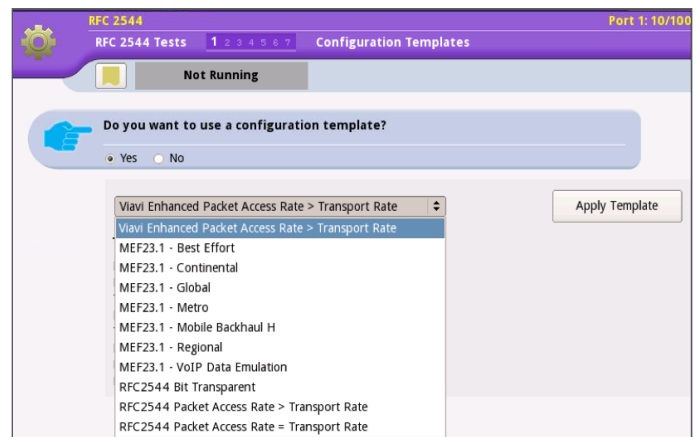 RFC 2544
Port 1: 10/100
RFC 2544 Tests 1 2 3 4 5 6 7 Configuration Templates
Not Running
Do you want to use a configuration template?
Yes No
Viavi Enhanced Packet Access Rate > Transport Rate
Apply Template
Viavi Enhanced Packet Access Rate > Transport Rate
MEF23.1 - Best Effort
MEF23.1 - Continental
MEF23.1 - Global
MEF23.1 - Metro
MEF23.1 - Mobile Backhaul H
MEF23.1 - Regional
MEF23.1 - VoIP Data Emulation
RFC2544 Bit Transparent
RFC2544 Packet Access Rate > Transport Rate
RFC2544 Packet Access Rate = Transport Rate